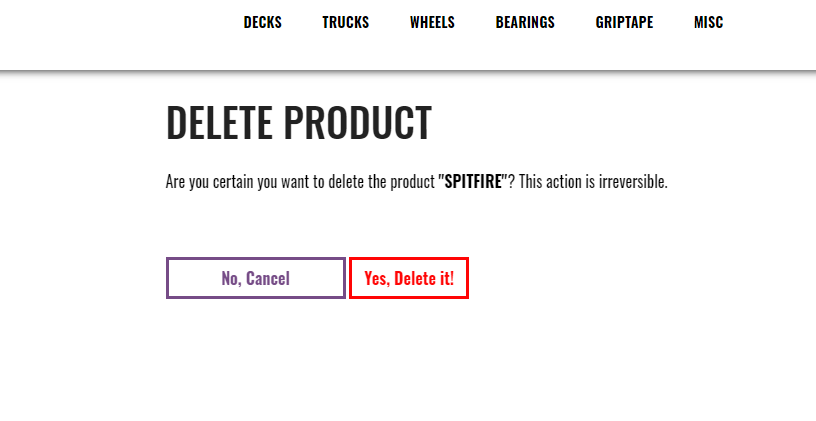 DECKS TRUCKS WHEELS BEARINGS GRIPTAPE MISC
DELETE PRODUCT
Are you certain you want to delete the product "SPITFIRE"? This action is irreversible.
No, Cancel Yes, Delete it!